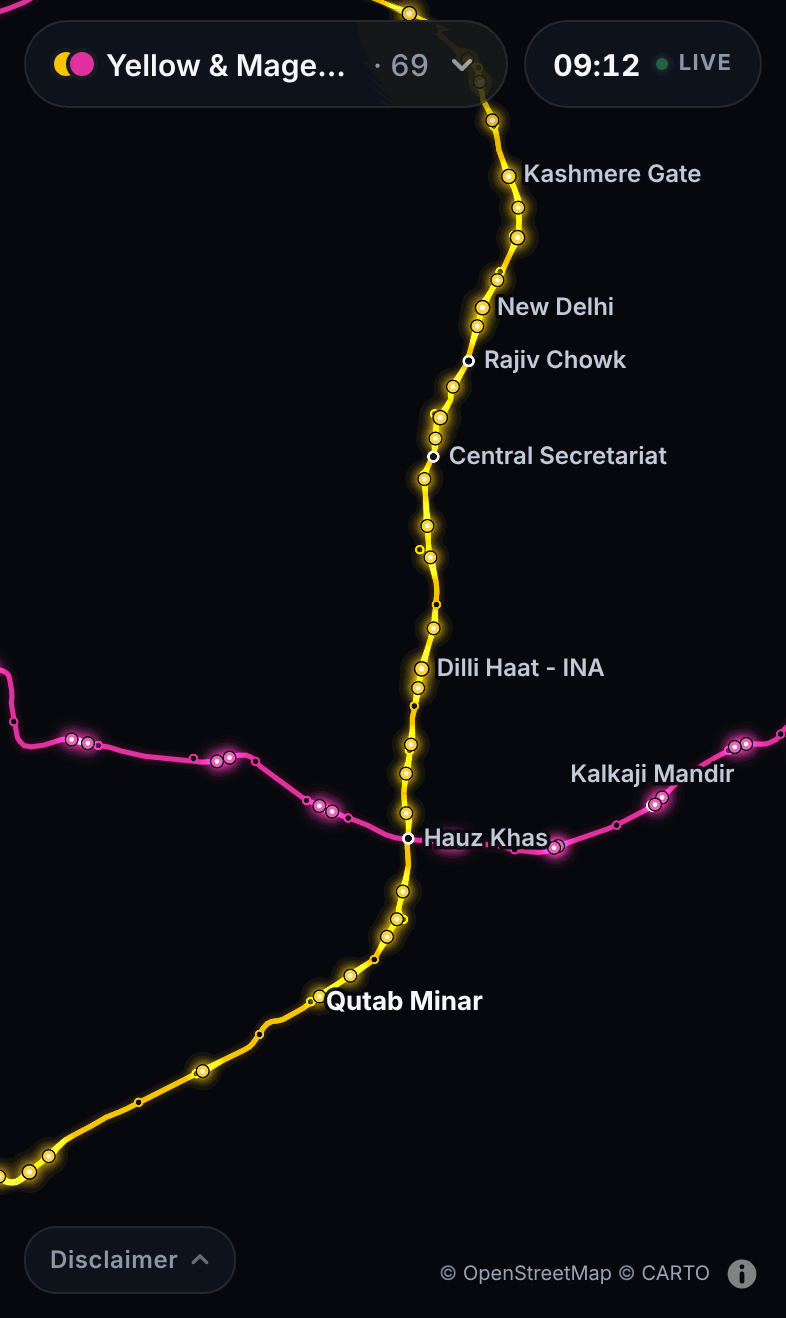 Yellow & Mage... · 69
09:12 LIVE
Kashmere Gate
New Delhi
Rajiv Chowk
Central Secretariat
Dilli Haat - INA
Kalkaji Mandir
Hauz Khas
Qutab Minar
Disclaimer
© OpenStreetMap © CARTO